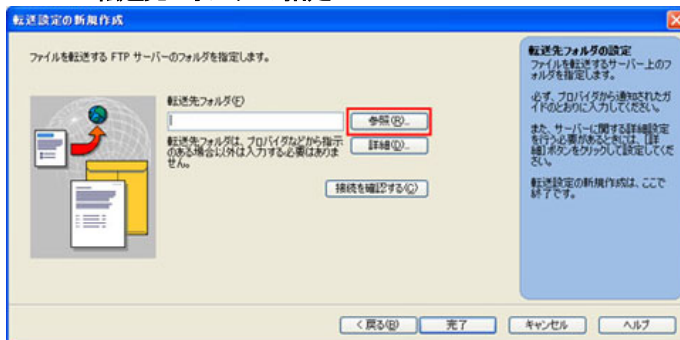 転送設定の新規作成
ファイルを転送する FTP サーバーのフォルダを指定します。
転送先フォルダ(F)
参照(R)...
転送先フォルダは、プロバイダなどから指示
のある場合以外は入力する必要はありま
せん。
詳細(D)...
接続を確認する(C)
転送先フォルダの設定
ファイルを転送するサーバー上のフ
ォルダを指定します。
必ず、プロバイダから通知されたガ
イドのとおりに入力してください。
また、サーバーに関する詳細設定
を行う必要があるときには、[詳
細]ボタンをクリックして設定してくだ
さい。
転送設定の新規作成は、ここで
終了です。
< 戻る(B)
完了
キャンセル
ヘルプ